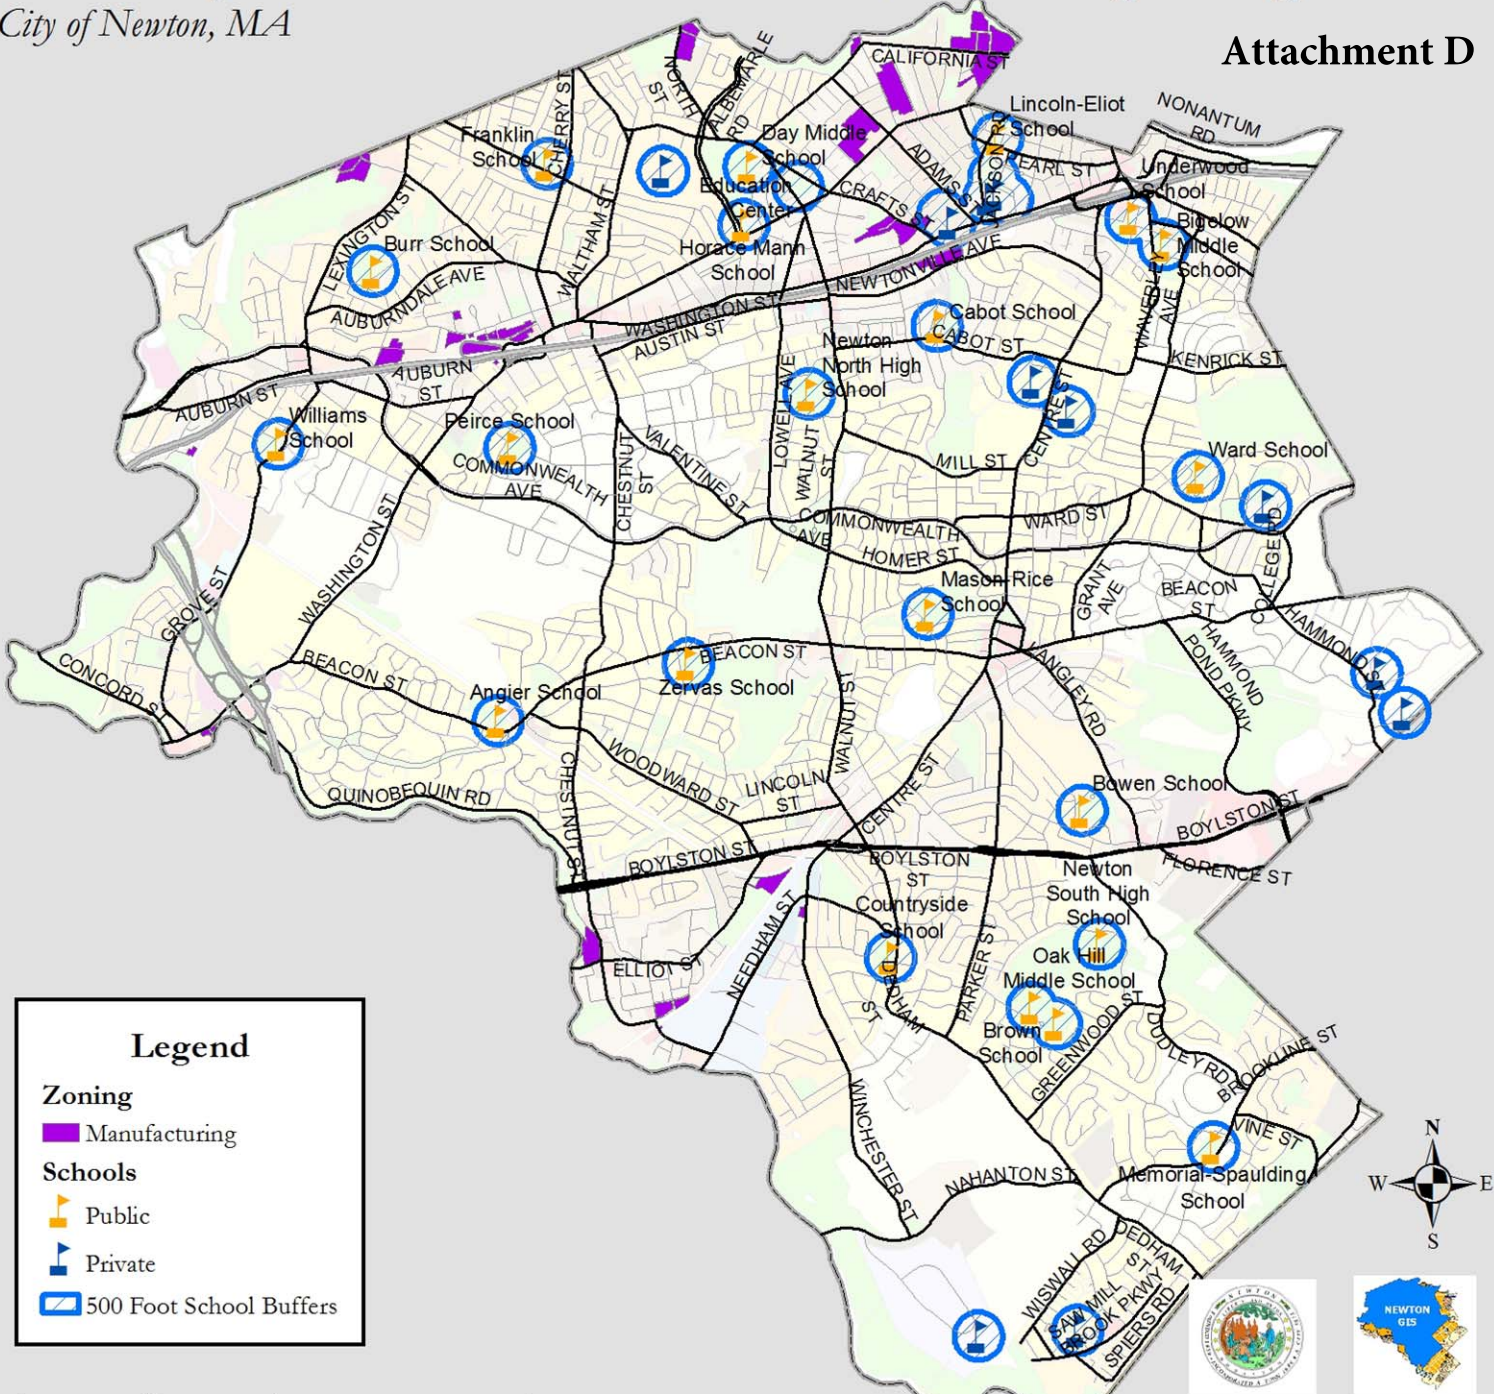 City of Newton, MA
Attachment D
CALIFORNIA ST
NORTH
ST
ALBEMARLE
RD
CHERRY ST
Franklin
School
Day Middle
School
Education
Center
Horace Mann
School
Lincoln-Eliot
School
NONANTUM
RD
JACKSON RD
PEARL ST
ADAMS ST
CRAFTS ST
Underwood
School
Bigelow
Middle
School
LEXINGTON ST
Burr School
WALTHAM ST
AUBURNDALE AVE
NEWTONVILLE AVE
WASHINGTON ST
AUSTIN ST
Cabot School
CABOT ST
WAVERLEY
AVE
KENRICK ST
Newton
North High
School
AUBURN
ST
AUBURN ST
Williams
School
Peirce School
COMMONWEALTH
AVE
CHESTNUT
ST
VALENTINE ST
LOWELL AVE
WALNUT
ST
MILL ST
CENTRE ST
Ward School
COMMONWEALTH
AVE
WARD ST
HOMER ST
COLLEGE RD
WASHINGTON ST
GROVE ST
Mason-Rice
School
GRANT
AVE
BEACON
ST
HAMMOND ST
HAMMOND
POND PKWY
CONCORD ST
BEACON ST
BEACON ST
Zervas School
Angier School
LANGLEY RD
WALNUT ST
WOODWARD ST
LINCOLN
ST
CENTRE ST
QUINOBEQUIN RD
CHESTNUT ST
Bowen School
BOYLSTON ST
BOYLSTON ST
BOYLSTON
ST
FLORENCE ST
Newton
South High
School
Countryside
School
Oak Hill
Middle School
NEEDHAM ST
ELLIOT ST
PARKER ST
DEDHAM
ST
Brown
School
GREENWOOD ST
DUDLEY RD
BROOKLINE ST
VINE ST
WINCHESTER ST
NAHANTON ST
Memorial-Spaulding
School
WISWALL RD
DEDHAM
ST
SAW MILL
BROOK PKWY
SPIERS RD
Legend
Zoning
Manufacturing
Schools
Public
Private
500 Foot School Buffers
N
W
E
S
NEWTON
GIS